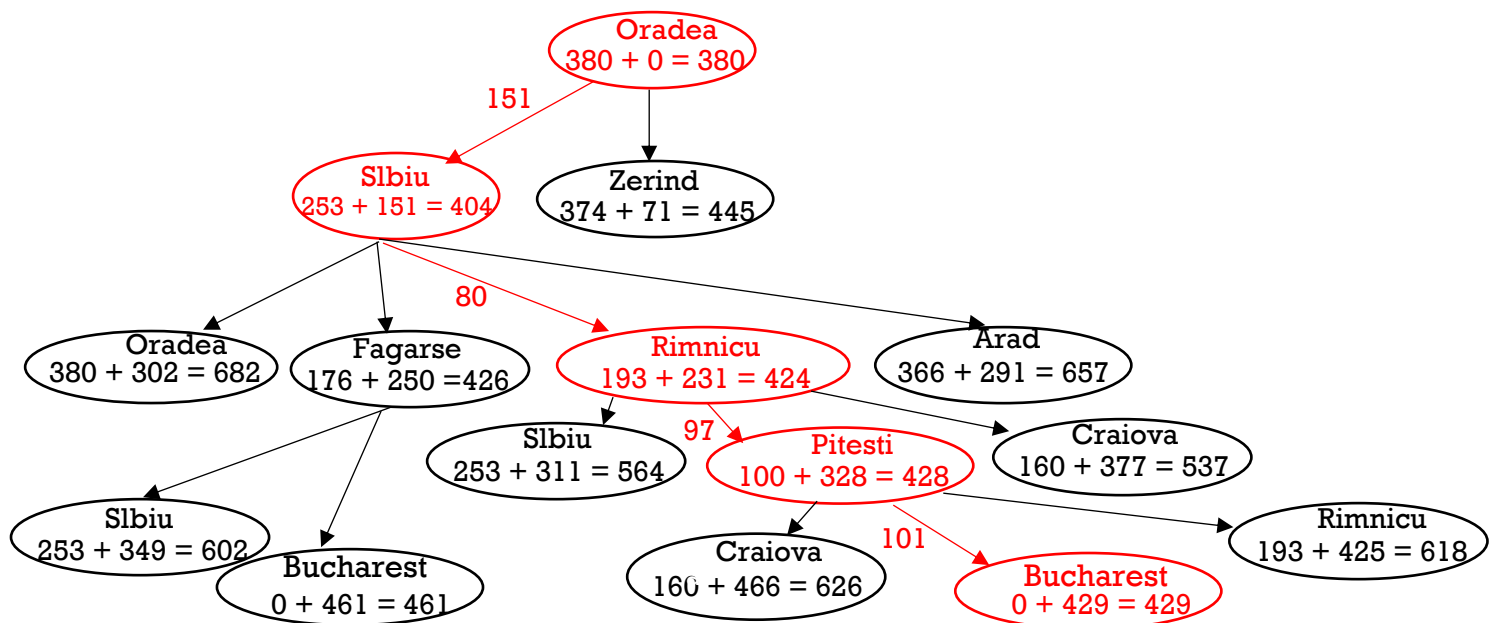 Oradea
380 + 0 = 380
151
Slbiu
253 + 151 = 404
Zerind
374 + 71 = 445
80
Oradea
380 + 302 = 682
Fagarse
176 + 250 =426
Rimnicu
193 + 231 = 424
Arad
366 + 291 = 657
Slbiu
253 + 311 = 564
97
Pitesti
100 + 328 = 428
Craiova
160 + 377 = 537
Slbiu
253 + 349 = 602
Bucharest
0 + 461 = 461
Craiova
160 + 466 = 626
101
Bucharest
0 + 429 = 429
Rimnicu
193 + 425 = 618